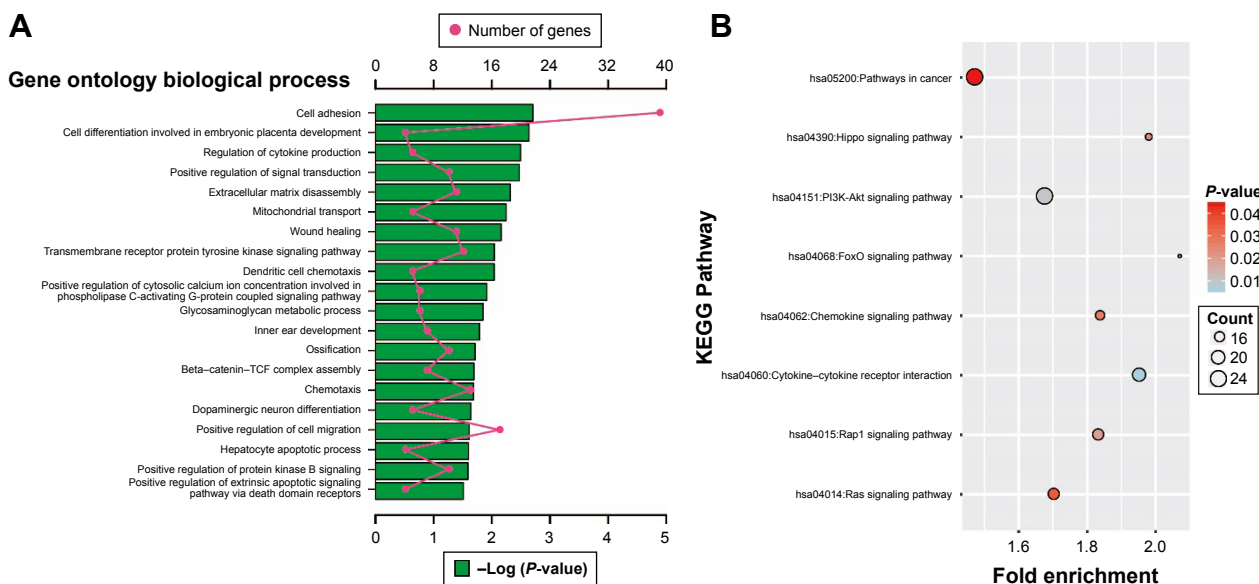 A
Number of genes
Gene ontology biological process
0 8 16 24 32 40
Cell adhesion
Cell differentiation involved in embryonic placenta development
Regulation of cytokine production
Positive regulation of signal transduction
Extracellular matrix disassembly
Mitochondrial transport
Wound healing
Transmembrane receptor protein tyrosine kinase signaling pathway
Dendritic cell chemotaxis
Positive regulation of cytosolic calcium ion concentration involved in
phospholipase C-activating G-protein coupled signaling pathway
Glycosaminoglycan metabolic process
Inner ear development
Ossification
Beta–catenin–TCF complex assembly
Chemotaxis
Dopaminergic neuron differentiation
Positive regulation of cell migration
Hepatocyte apoptotic process
Positive regulation of protein kinase B signaling
Positive regulation of extrinsic apoptotic signaling
pathway via death domain receptors
0 1 2 3 4 5
–Log (P-value)
B
KEGG Pathway
hsa05200:Pathways in cancer
hsa04390:Hippo signaling pathway
hsa04151:PI3K-Akt signaling pathway
hsa04068:FoxO signaling pathway
hsa04062:Chemokine signaling pathway
hsa04060:Cytokine–cytokine receptor interaction
hsa04015:Rap1 signaling pathway
hsa04014:Ras signaling pathway
1.6 1.8 2.0
Fold enrichment
P-value
0.04
0.03
0.02
0.01
Count
16
20
24